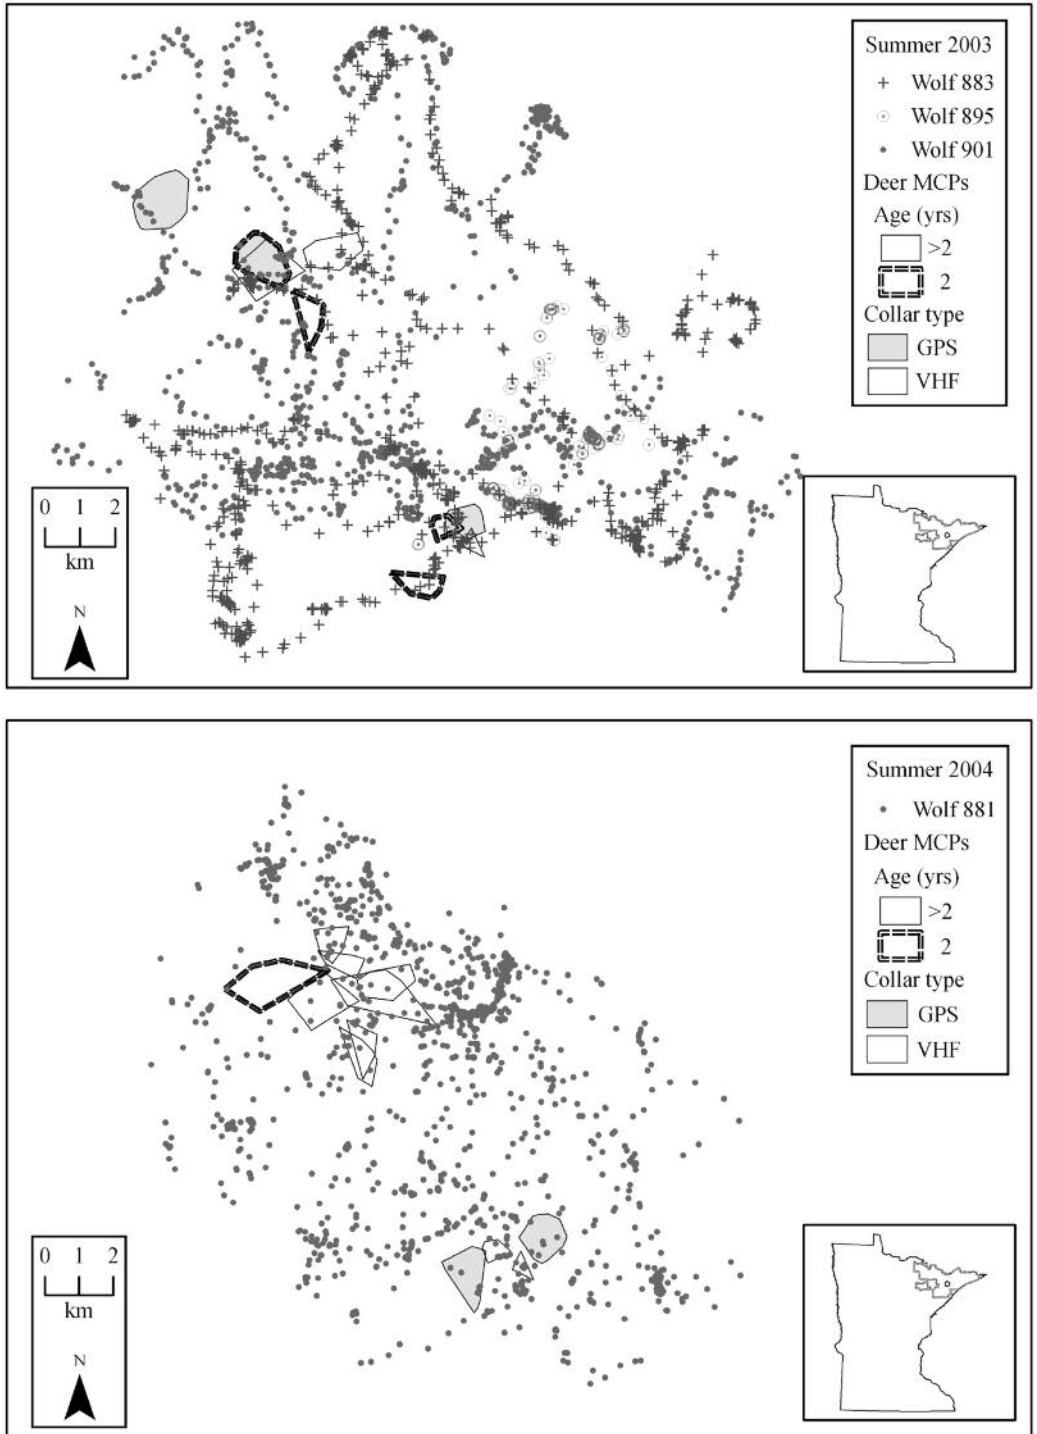 Summer 2003
Wolf 883
Wolf 895
Wolf 901
Deer MCPs
Age (yrs)
>2
2
Collar type
GPS
VHF
0 1 2
km
N
Summer 2004
Wolf 881
Deer MCPs
Age (yrs)
>2
2
Collar type
GPS
VHF
0 1 2
km
N